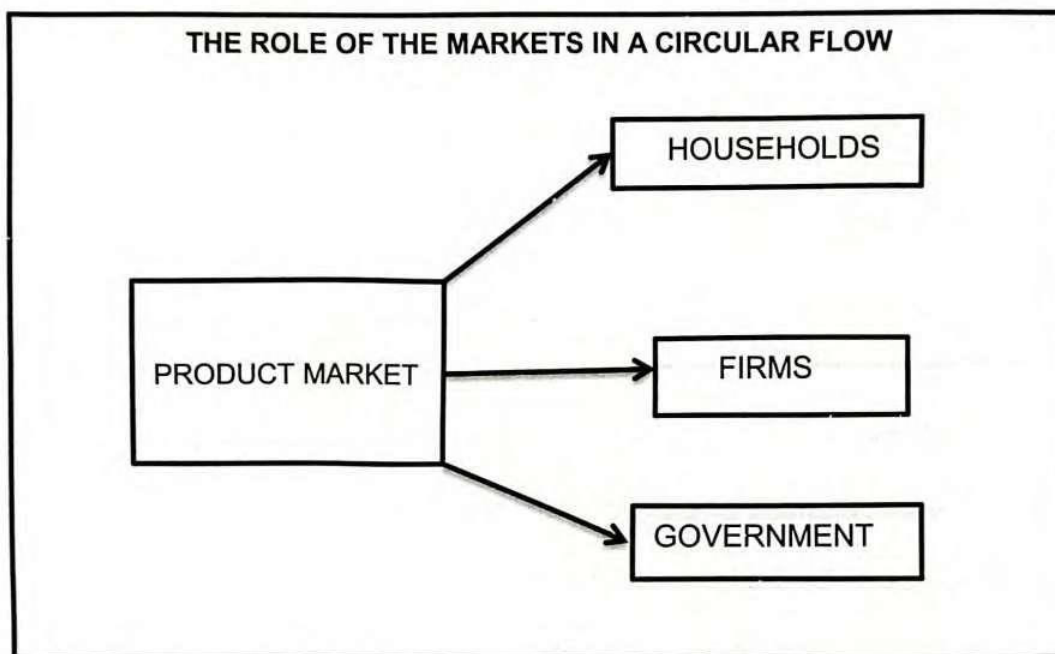 THE ROLE OF THE MARKETS IN A CIRCULAR FLOW
HOUSEHOLDS
PRODUCT MARKET
FIRMS
GOVERNMENT